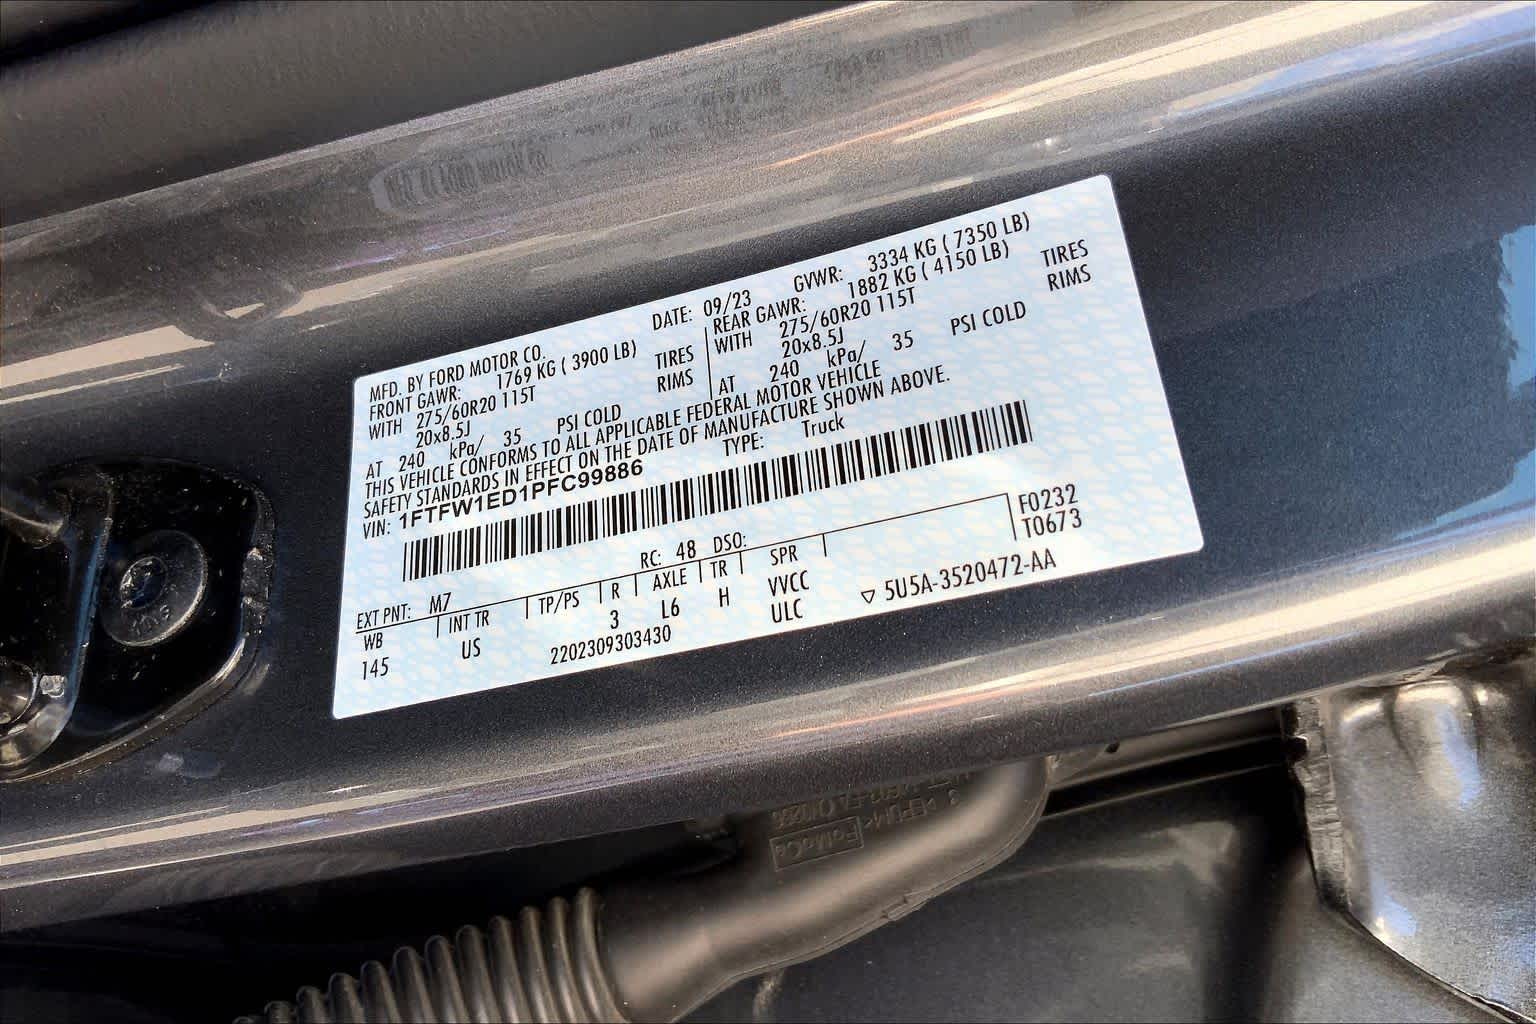 MFD. BY FORD MOTOR CO. DATE: 09/23 GVWR: 3334 KG ( 7350 LB)
FRONT GAWR: 1769 KG ( 3900 LB) REAR GAWR: 1882 KG ( 4150 LB)
WITH 275/60R20 115T TIRES WITH 275/60R20 115T TIRES
20x8.5J RIMS 20x8.5J RIMS
AT 240 kPa/ 35 PSI COLD AT 240 kPa/ 35 PSI COLD
THIS VEHICLE CONFORMS TO ALL APPLICABLE FEDERAL MOTOR VEHICLE
SAFETY STANDARDS IN EFFECT ON THE DATE OF MANUFACTURE SHOWN ABOVE.
VIN: 1FTFW1ED1PFC99886 TYPE: Truck
F0232
T0673
EXT PNT: M7 RC: 48 DSO:
WB INT TR TP/PS R AXLE TR SPR
145 US 3 L6 H VVCC
2202309303430 ULC ▽ 5U5A-3520472-AA
FoMoCo